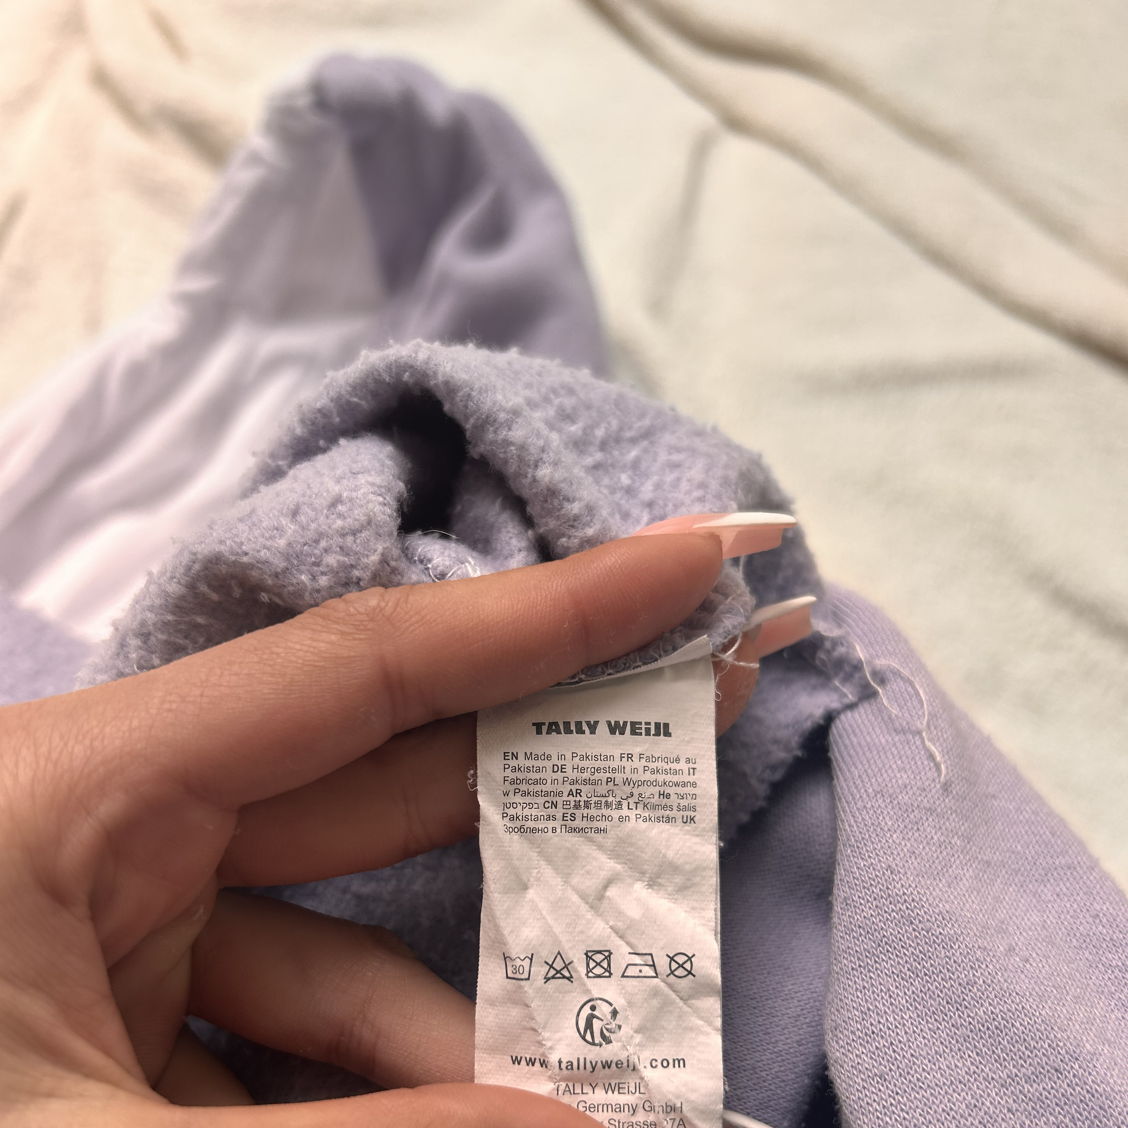 TALLY WEiJL
EN Made in Pakistan FR Fabriqué au
Pakistan DE Hergestellt in Pakistan IT
Fabricato in Pakistan PL Wyprodukowane
w Pakistanie AR صنع في باكستان He מיוצר
בפקיסטן CN 巴基斯坦制造 LT Kilmės šalis
Pakistanas ES Hecho en Pakistán UK
Зроблено в Пакистані
30
www.tallyweijl.com
TALLY WEiJL
Germany GmbH
Strasse 27A